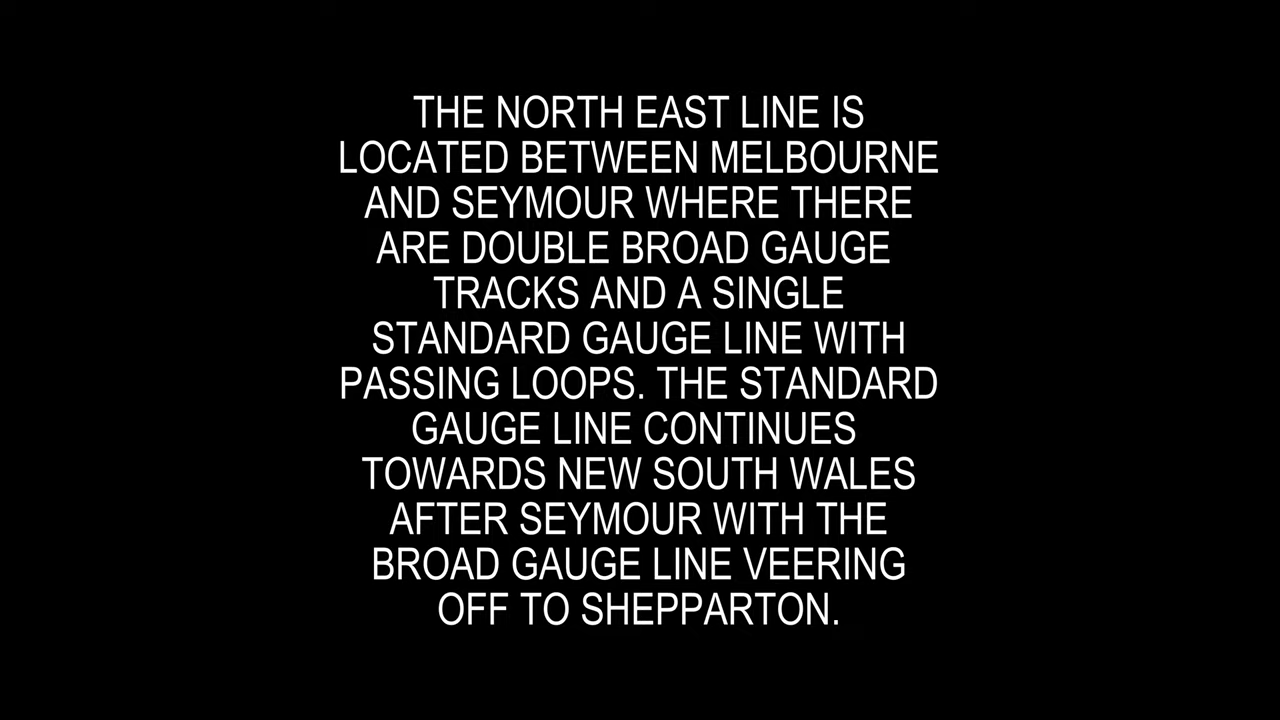 THE NORTH EAST LINE IS
LOCATED BETWEEN MELBOURNE
AND SEYMOUR WHERE THERE
ARE DOUBLE BROAD GAUGE
TRACKS AND A SINGLE
STANDARD GAUGE LINE WITH
PASSING LOOPS. THE STANDARD
GAUGE LINE CONTINUES
TOWARDS NEW SOUTH WALES
AFTER SEYMOUR WITH THE
BROAD GAUGE LINE VEERING
OFF TO SHEPPARTON.